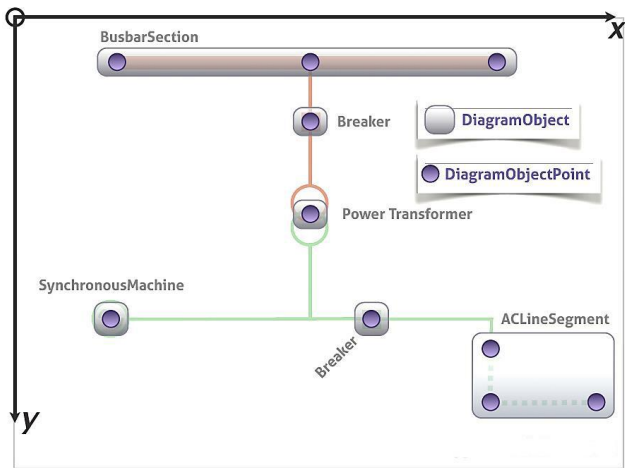 x
BusbarSection
Breaker
DiagramObject
DiagramObjectPoint
Power Transformer
SynchronousMachine
ACLineSegment
Breaker
y